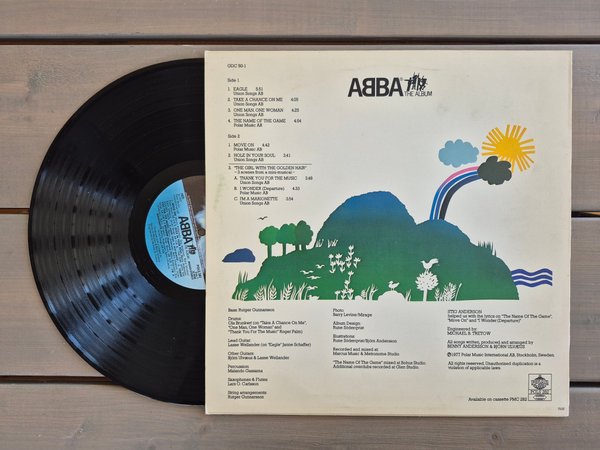 GGC 90-1
Side 1
1. EAGLE 5:51
Union Songs AB
2. TAKE A CHANCE ON ME 4:05
Union Songs AB
3. ONE MAN, ONE WOMAN 4:25
Union Songs AB
4. THE NAME OF THE GAME 4:54
Polar Music AB
Side 2
1. MOVE ON 4:42
Polar Music AB
2. HOLE IN YOUR SOUL 3:41
Union Songs AB
3. "THE GIRL WITH THE GOLDEN HAIR"
–3 scenes from a mini-musical–
A. THANK YOU FOR THE MUSIC 3:48
Union Songs AB
B. I WONDER (Departure) 4:33
Polar Music AB
C. I'M A MARIONETTE 3:54
Union Songs AB
ABBA
THE ALBUM
ABBA
Bass: Rutger Gunnarsson
Drums:
Ola Brunkert (on "Take A Chance On Me",
"One Man, One Woman" and
"Thank You For The Music" Roger Palm)
Lead Guitar:
Lasse Wellander (on "Eagle" Janne Schaffer)
Other Guitars:
Björn Ulvaeus & Lasse Wellander
Percussion:
Malando Gassama
Saxophones & Flutes:
Lars O. Carlsson
String arrangements:
Rutger Gunnarsson
Photo:
Barry Levine/Mirage
Album Design:
Rune Söderqvist
Illustrations:
Rune Söderqvist/Björn Andersson
Recorded and mixed at
Marcus Music & Metronome Studio
"The Name Of The Game" mixed at Bohus Studio.
Additional overdubs recorded at Glen Studio.
STIG ANDERSON
helped us with the lyrics on "The Name Of The Game",
"Move On" and "I Wonder (Departure)"
Engineered by:
MICHAEL B. TRETOW
All songs written, produced and arranged by
BENNY ANDERSSON & BJÖRN ULVAEUS
1977 Polar Music International AB, Stockholm, Sweden.
All rights reserved. Unauthorized duplication is a
violation of applicable laws.
Available on cassette PMC 282